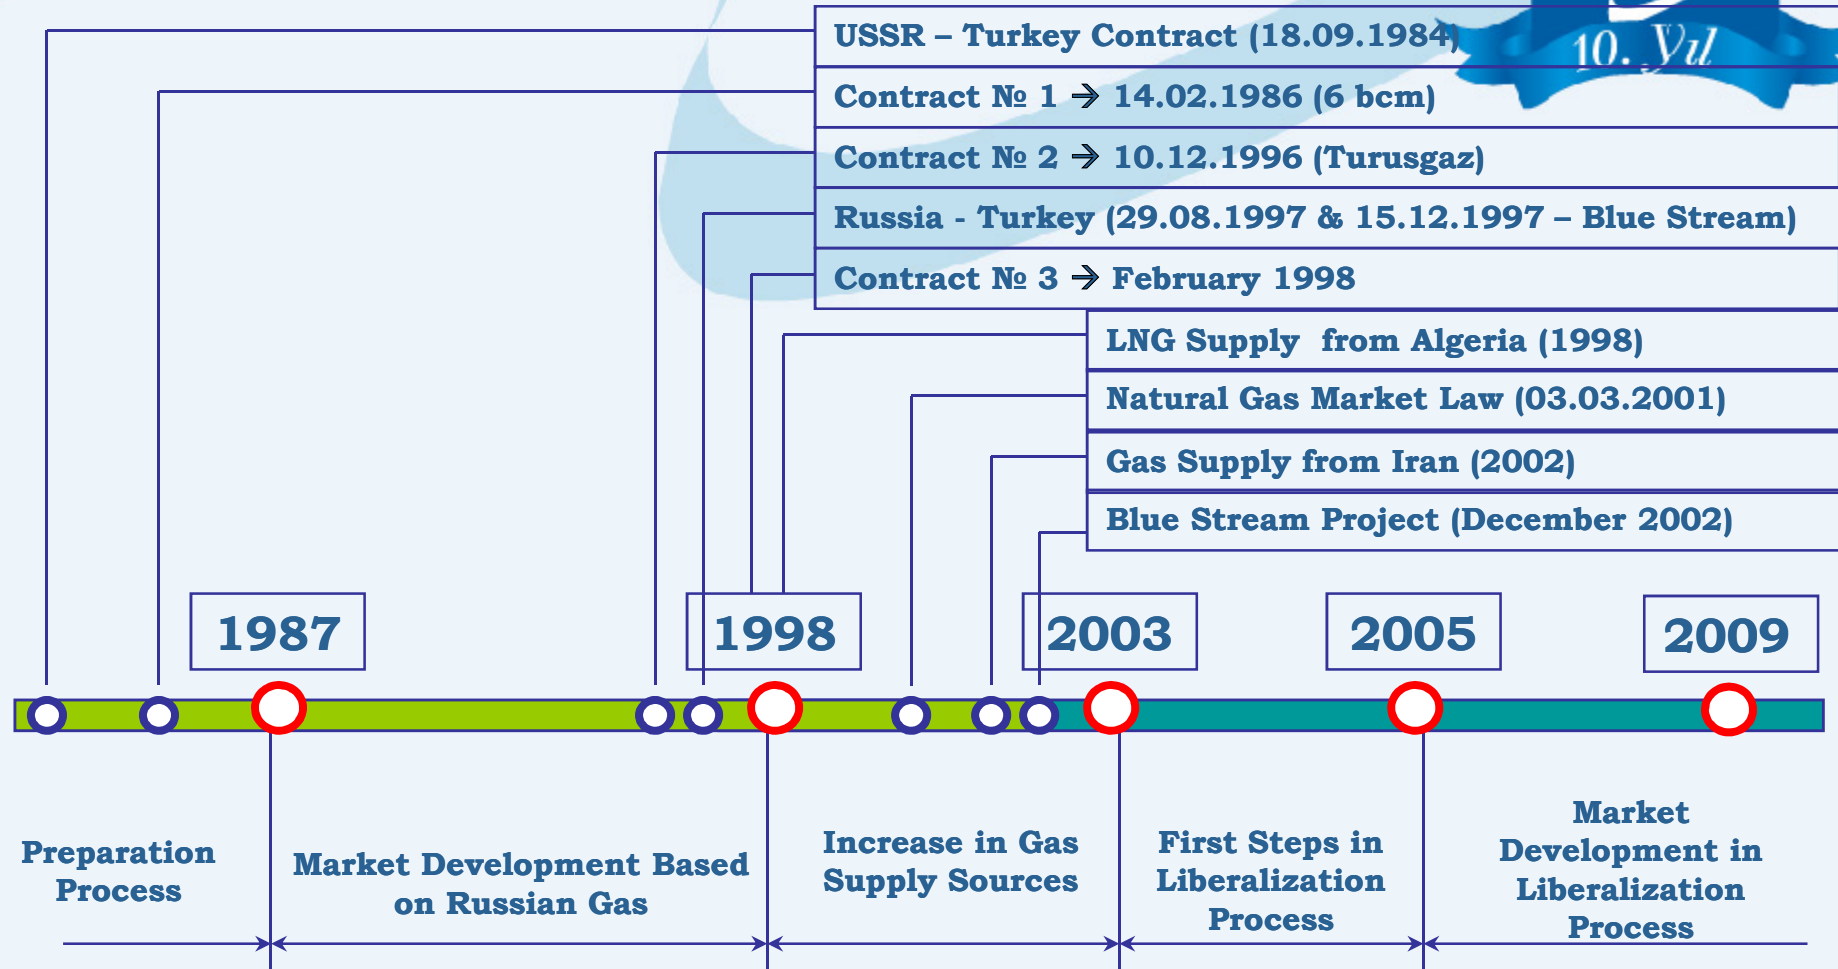 USSR – Turkey Contract (18.09.1984)
10. Yıl
Contract № 1 → 14.02.1986 (6 bcm)
Contract № 2 → 10.12.1996 (Turusgaz)
Russia - Turkey (29.08.1997 & 15.12.1997 – Blue Stream)
Contract № 3 → February 1998
LNG Supply  from Algeria (1998)
Natural Gas Market Law (03.03.2001)
Gas Supply from Iran (2002)
Blue Stream Project (December 2002)
1987
1998
2003
2005
2009
Preparation
Process
Market Development Based
on Russian Gas
Increase in Gas
Supply Sources
First Steps in
Liberalization
Process
Market
Development in
Liberalization
Process